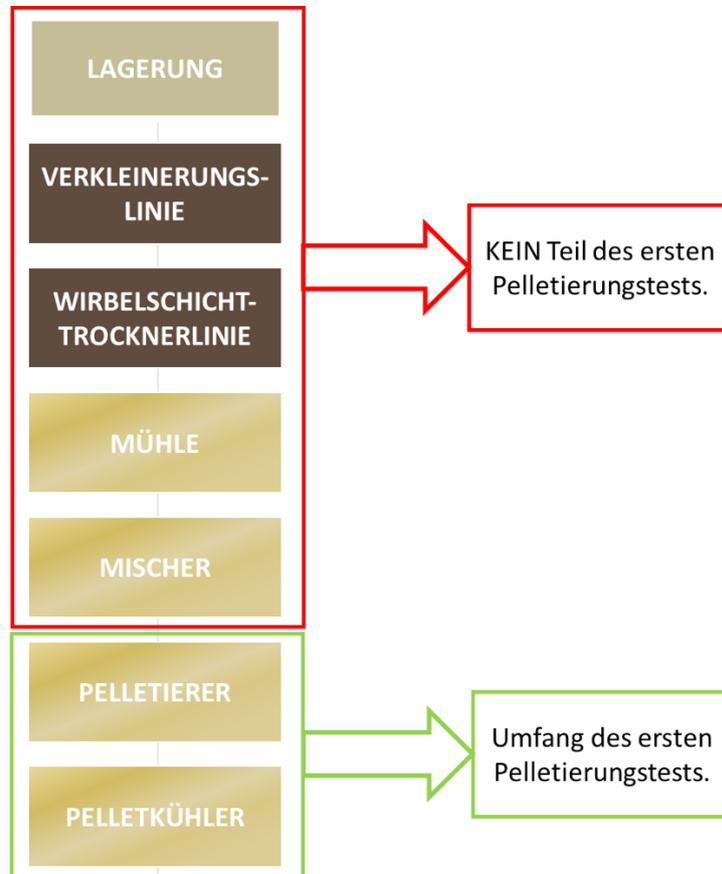 LAGERUNG
VERKLEINERUNGS-
LINIE
WIRBELSCHICHT-
TROCKNERLINIE
MÜHLE
MISCHER
KEIN Teil des ersten
Pelletierungstests.
PELLETIERER
PELLETKÜHLER
Umfang des ersten
Pelletierungstests.